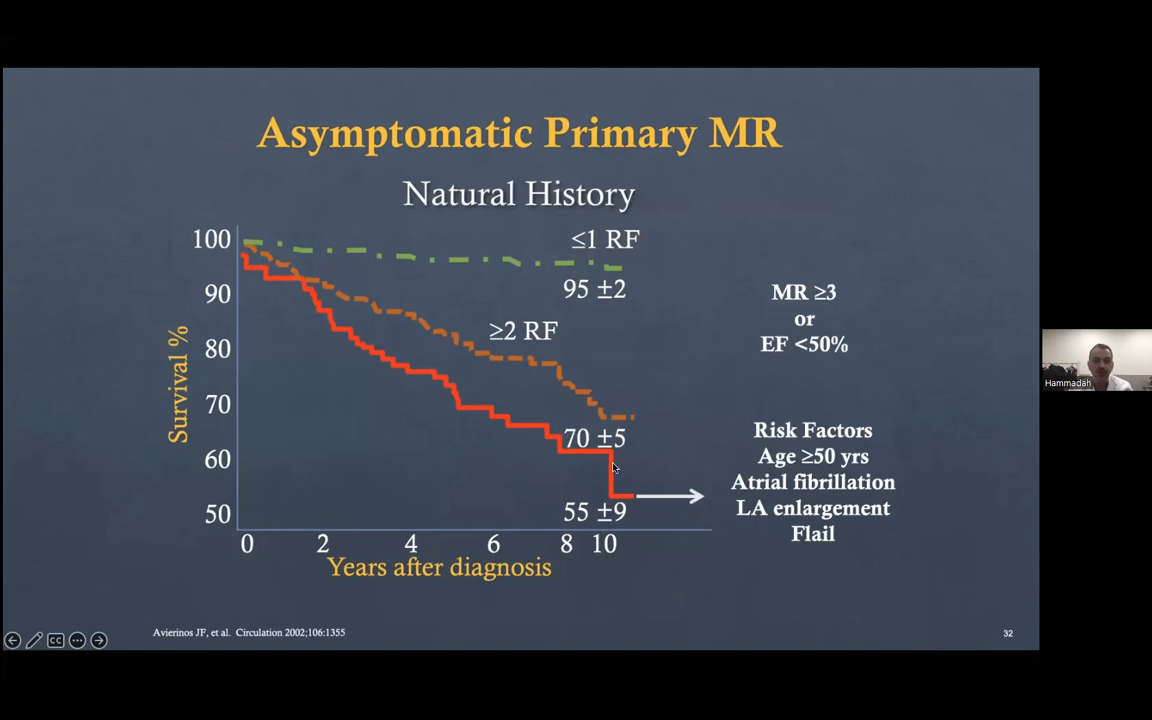 Asymptomatic Primary MR
Natural History
100
90
80
70
60
50
Survival %
≤1 RF
95 ±2
≥2 RF
70 ±5
55 ±9
0 2 4 6 8 10
Years after diagnosis
MR ≥3
or
EF <50%
Risk Factors
Age ≥50 yrs
Atrial fibrillation
LA enlargement
Flail
Hammadah
CC
Avierinos JF, et al. Circulation 2002;106:1355
32